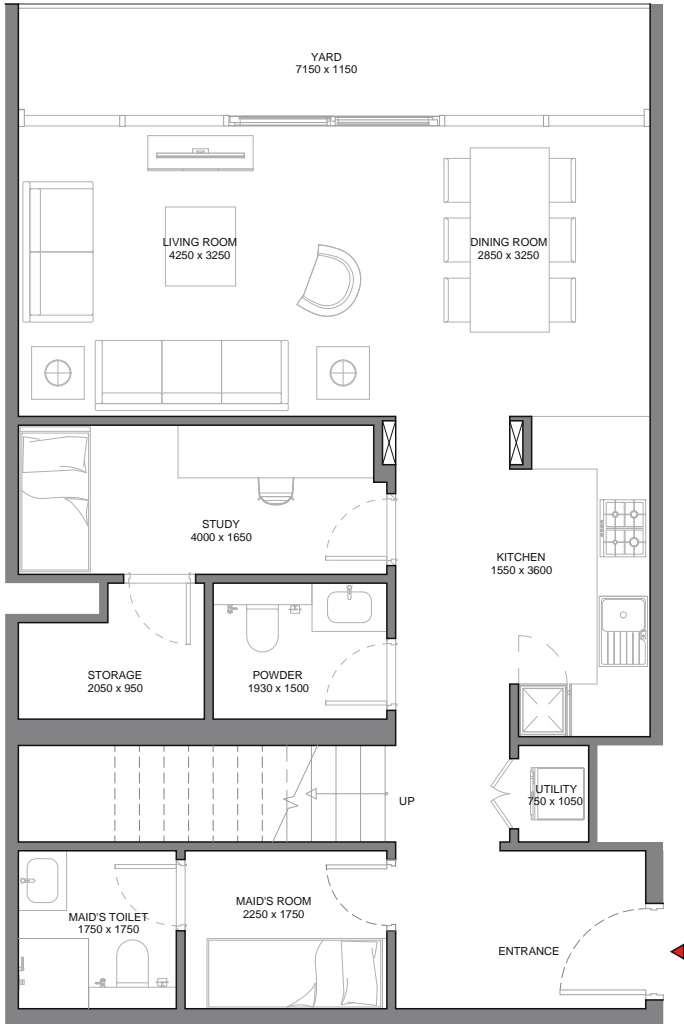 YARD
7150 x 1150
LIVING ROOM
4250 x 3250
DINING ROOM
2850 x 3250
STUDY
4000 x 1650
KITCHEN
1550 x 3600
STORAGE
2050 x 950
POWDER
1930 x 1500
UTILITY
750 x 1050
UP
MAID'S TOILET
1750 x 1750
MAID'S ROOM
2250 x 1750
ENTRANCE